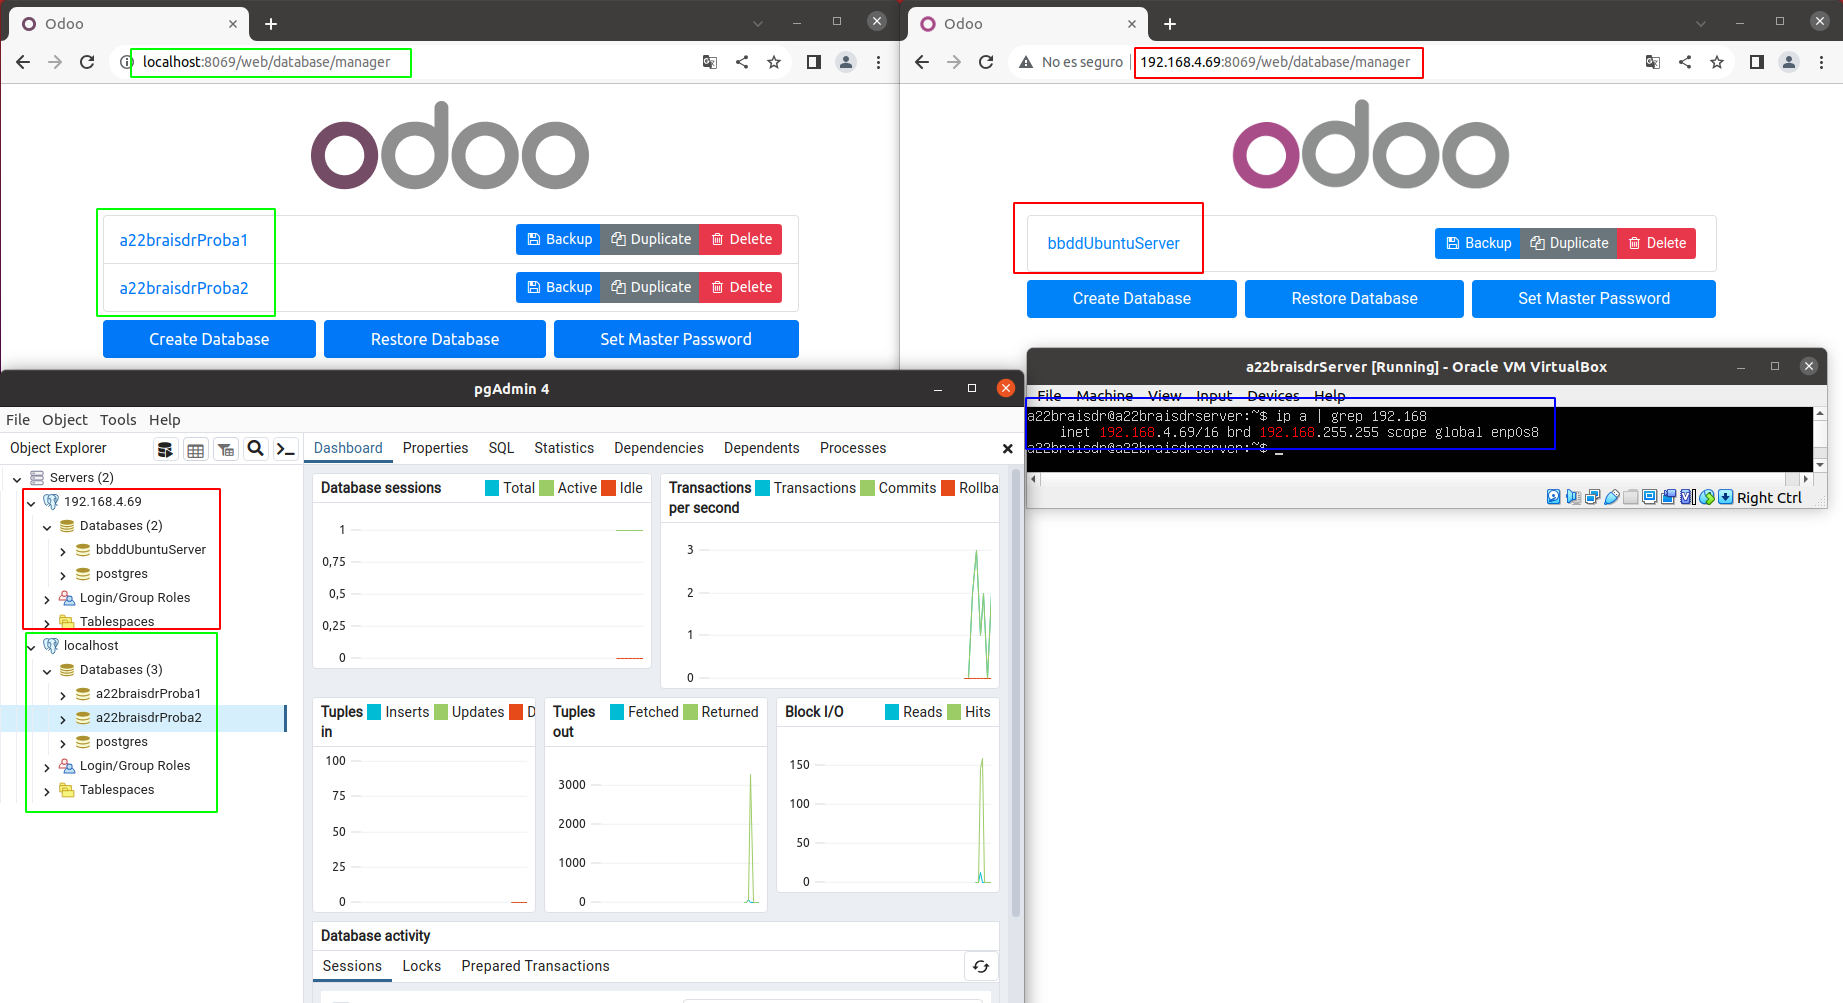 Odoo
localhost:8069/web/database/manager
odoo
a22braisdrProba1
Backup
Duplicate
Delete
a22braisdrProba2
Backup
Duplicate
Delete
Create Database
Restore Database
Set Master Password
Odoo
No es seguro
192.168.4.69:8069/web/database/manager
odoo
bbddUbuntuServer
Backup
Duplicate
Delete
Create Database
Restore Database
Set Master Password
a22braisdrServer [Running] - Oracle VM VirtualBox
File Machine View Input Devices Help
a22braisdr@a22braisdrserver:~$ ip a | grep 192.168
inet 192.168.4.69/16 brd 192.168.255.255 scope global enp0s8
a22braisdr@a22braisdrserver:~$ _
Right Ctrl
pgAdmin 4
File Object Tools Help
Object Explorer
Servers (2)
192.168.4.69
Databases (2)
bbddUbuntuServer
postgres
Login/Group Roles
Tablespaces
localhost
Databases (3)
a22braisdrProba1
a22braisdrProba2
postgres
Login/Group Roles
Tablespaces
Dashboard Properties SQL Statistics Dependencies Dependents Processes
Database sessions
Total Active Idle
1
0,75
0,5
0,25
0
Transactions
per second
Transactions Commits Rollba
3
2
1
0
Tuples
in
Inserts Updates D
100
75
50
25
0
Tuples
out
Fetched Returned
3000
2000
1000
0
Block I/O
Reads Hits
150
100
50
0
Database activity
Sessions Locks Prepared Transactions